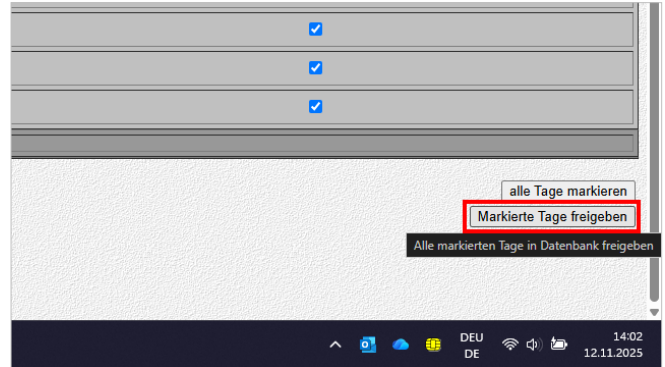 alle Tage markieren
Markierte Tage freigeben
Alle markierten Tage in Datenbank freigeben
DEU
DE
14:02
12.11.2025